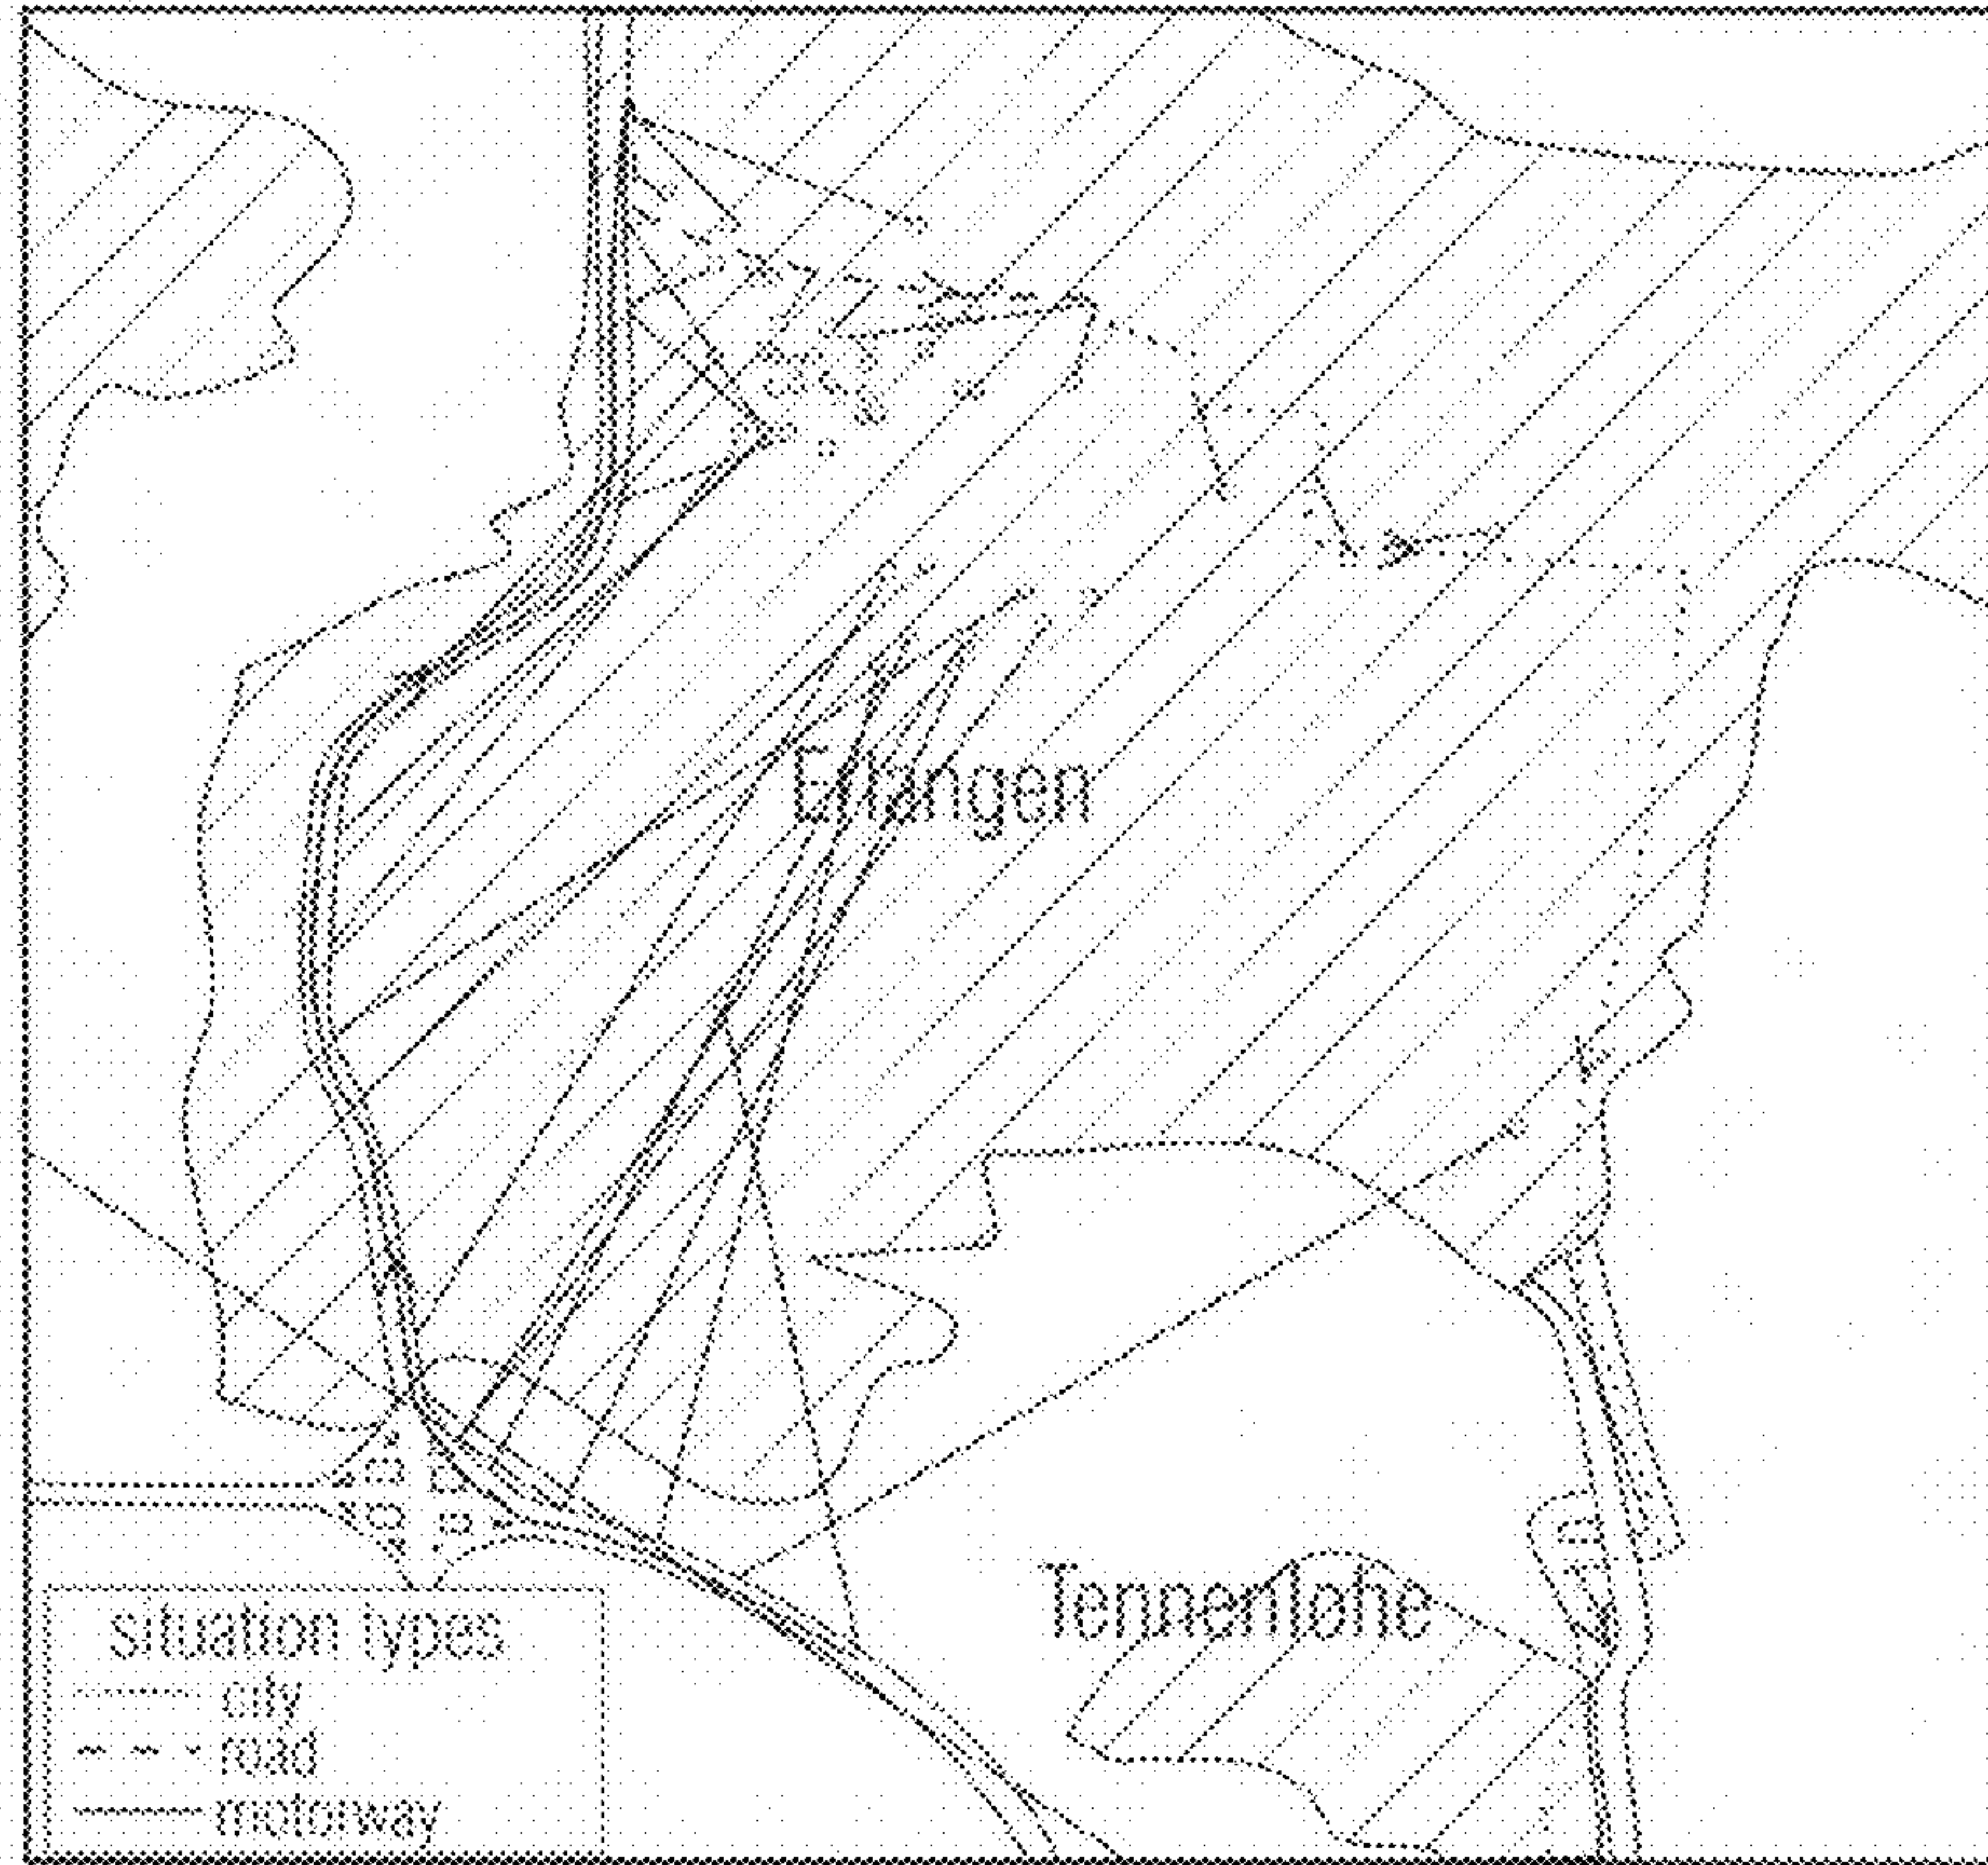 Erlangen
Tennenlohe
situation types
city
road
motorway